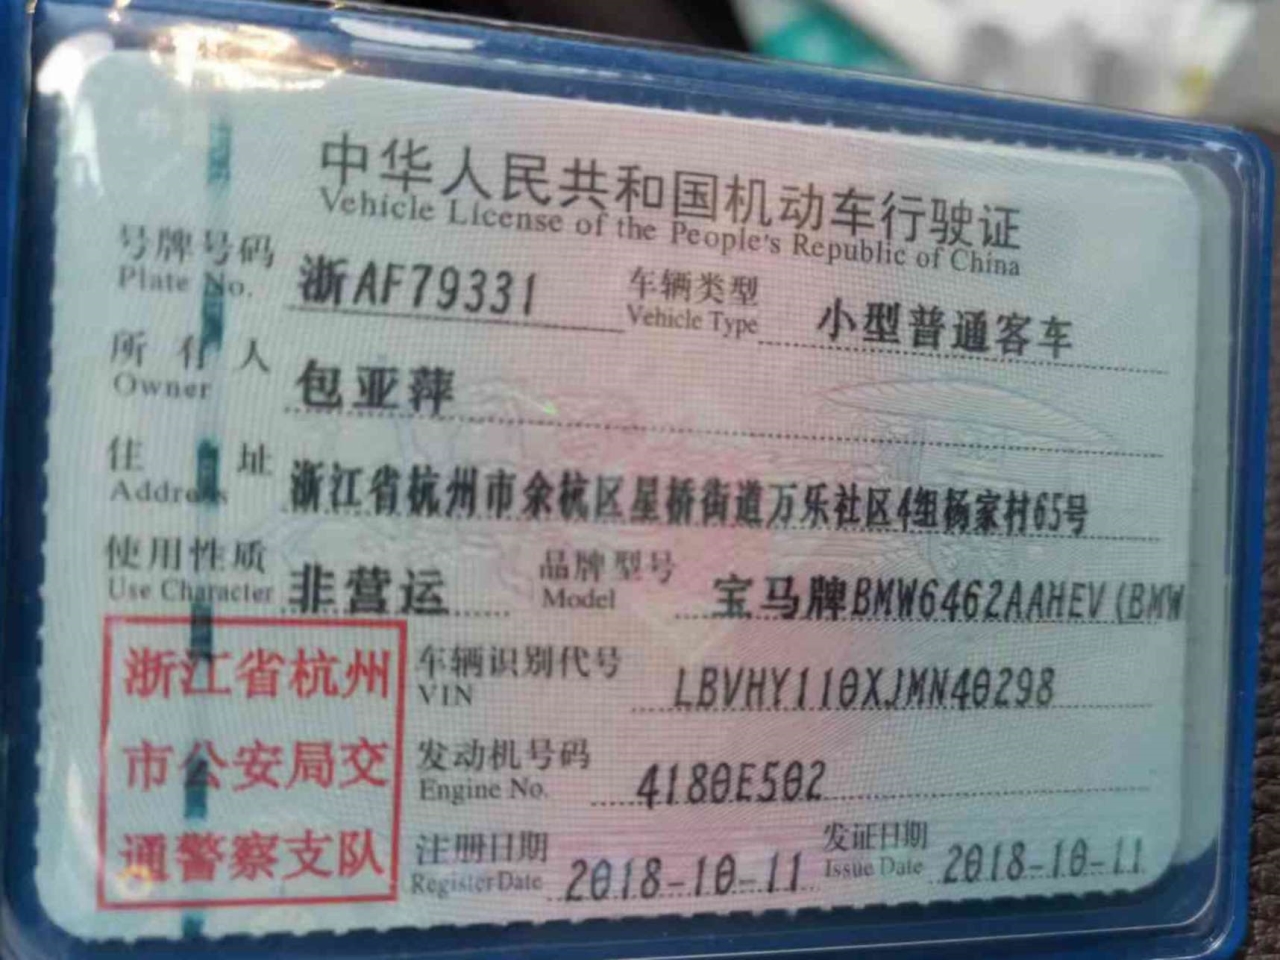 中华人民共和国机动车行驶证
Vehicle License of the People's Republic of China
号牌号码 浙AF79331 车辆类型 小型普通客车
Plate No. Vehicle Type
所有人 包亚萍
Owner
住址 浙江省杭州市余杭区星桥街道万乐社区4组杨家村65号
Address
使用性质 非营运 品牌型号 宝马牌BMW6462AAHEV(BMW
Use Character Model
浙江省杭州
市公安局交
通警察支队
车辆识别代号 LBVHY110XJMN40298
VIN
发动机号码 4180E502
Engine No.
注册日期 2018-10-11 发证日期 2018-10-11
Register Date Issue Date